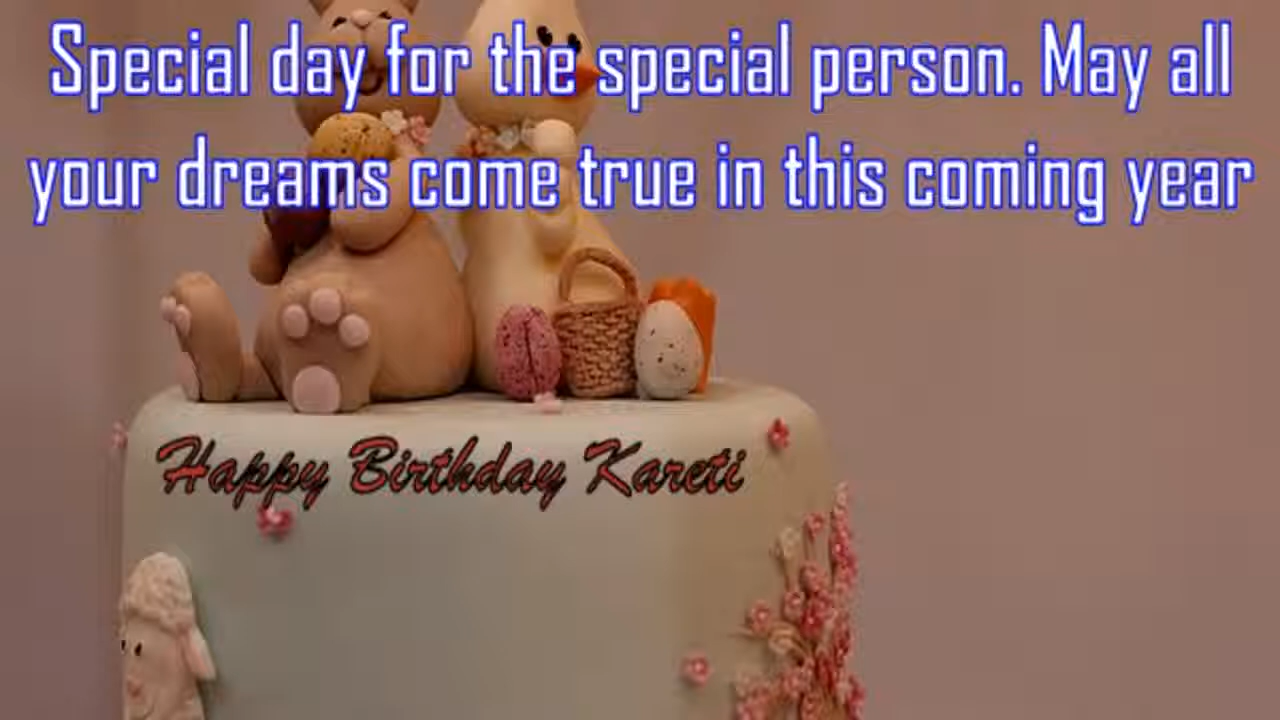 Special day for the special person. May all
your dreams come true in this coming year
Happy Birthday Kareti